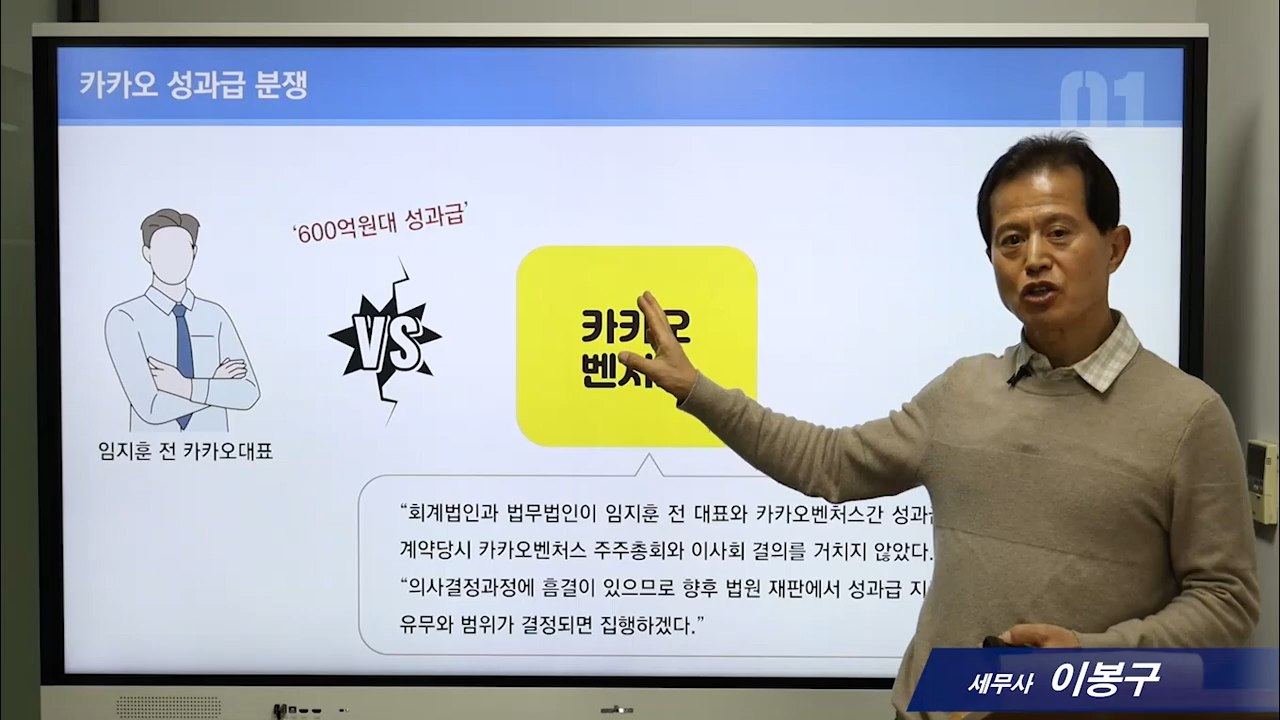 카카오 성과급 분쟁
01
‘600억원대 성과급’
VS
카카오
벤처
임지훈 전 카카오대표
“회계법인과 법무법인이 임지훈 전 대표와 카카오벤처스간 성과급
계약당시 카카오벤처스 주주총회와 이사회 결의를 거치지 않았다.
“의사결정과정에 흠결이 있으므로 향후 법원 재판에서 성과급 지
유무와 범위가 결정되면 집행하겠다.”
세무사 이봉구